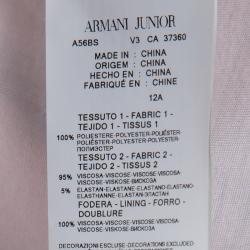 ARMANI JUNIOR
A56BS V3 CA 37360
MADE IN : CHINA
ORIGEM : CHINA
HECHO EN : CHINA
FABRIQUÉ EN : CHINE
12A
TESSUTO 1 - FABRIC 1 -
TEJIDO 1 - TISSUS 1
100% POLIESTERE-POLYESTER-POLIÉSTER-
POLIÉSTER-POLYESTER-POLYESTER-
ПОЛИЭСТЕР
TESSUTO 2 - FABRIC 2 -
TEJIDO 2 - TISSUS 2
95% VISCOSA-VISCOSE-VISCOSA-VISCOSA-
VISCOSE-VISKOSE-ВИСКОЗА
5% ELASTAN-ELASTANE-ELASTANO-ELASTANO-
ELASTHANNE-ELASTAN-ЭЛАСТАН
FODERA - LINING - FORRO -
DOUBLURE
100% VISCOSA-VISCOSE-VISCOSA-VISCOSA-
VISCOSE-VISKOSE-ВИСКОЗА
DECORAZIONI ESCLUSE-DECORATIONS EXCLUDED